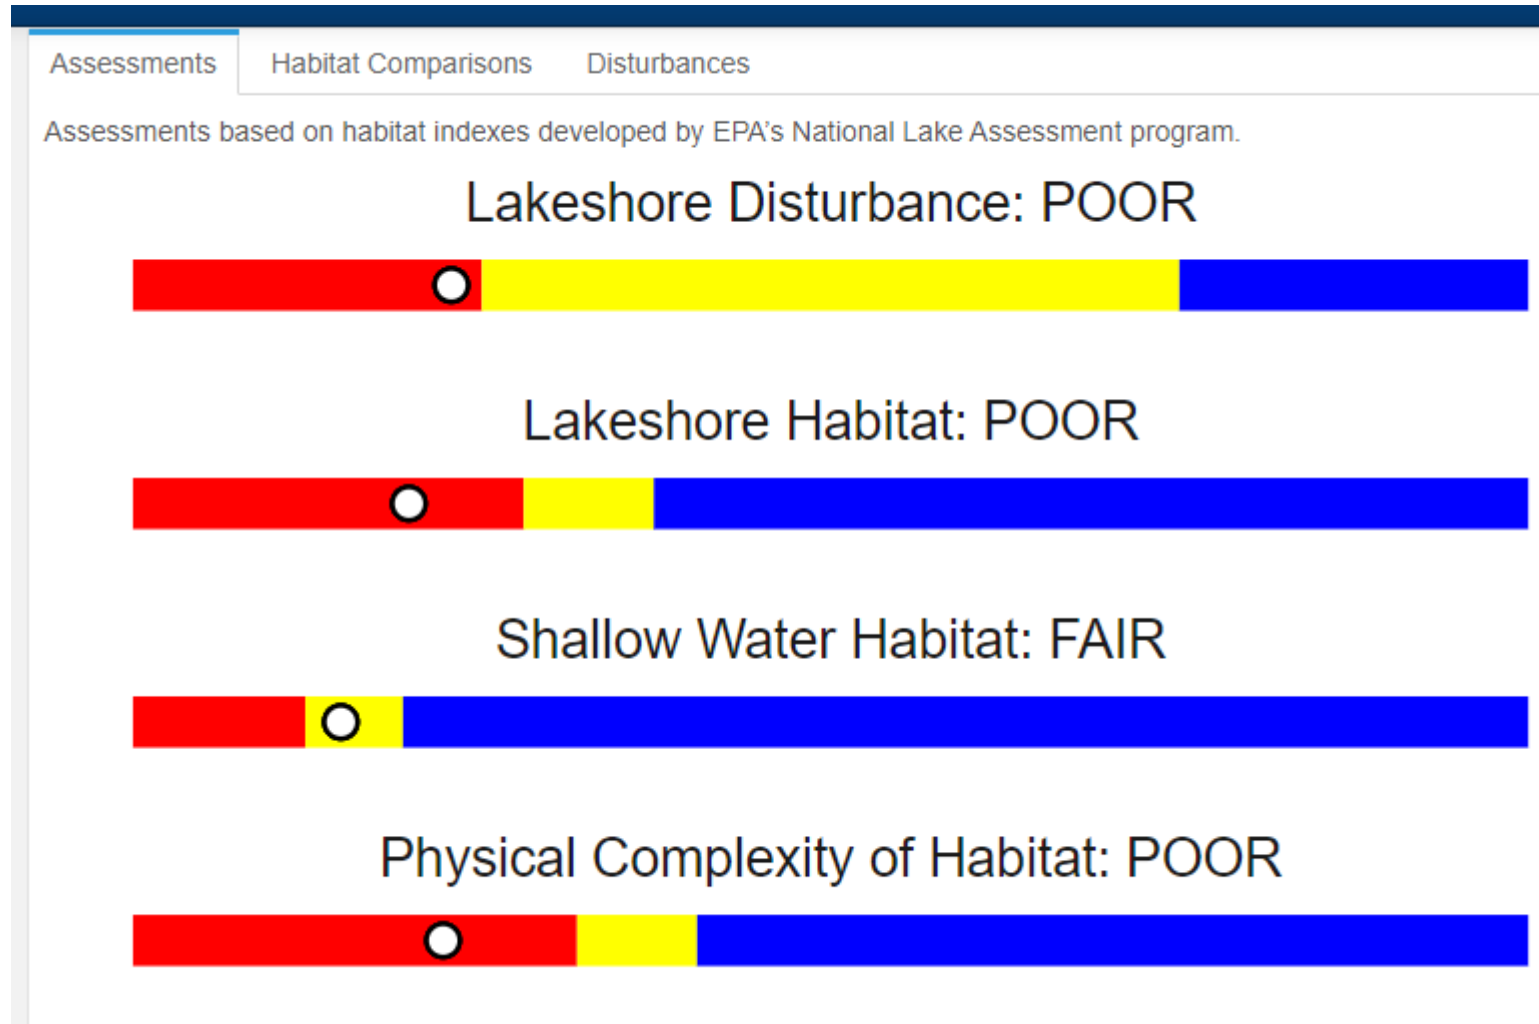 Assessments Habitat Comparisons Disturbances
Assessments based on habitat indexes developed by EPA's National Lake Assessment program.
Lakeshore Disturbance: POOR
Lakeshore Habitat: POOR
Shallow Water Habitat: FAIR
Physical Complexity of Habitat: POOR